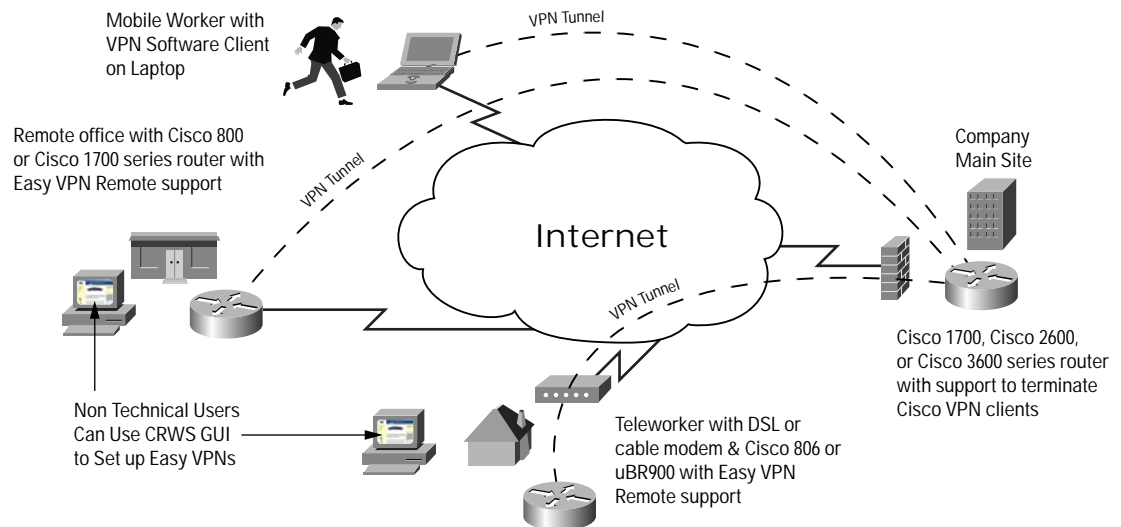 Mobile Worker with
VPN Software Client
on Laptop
VPN Tunnel
Remote office with Cisco 800
or Cisco 1700 series router with
Easy VPN Remote support
VPN Tunnel
Company
Main Site
Internet
VPN Tunnel
Cisco 1700, Cisco 2600,
or Cisco 3600 series router
with support to terminate
Cisco VPN clients
Non Technical Users
Can Use CRWS GUI
to Set up Easy VPNs
Teleworker with DSL or
cable modem & Cisco 806 or
uBR900 with Easy VPN
Remote support